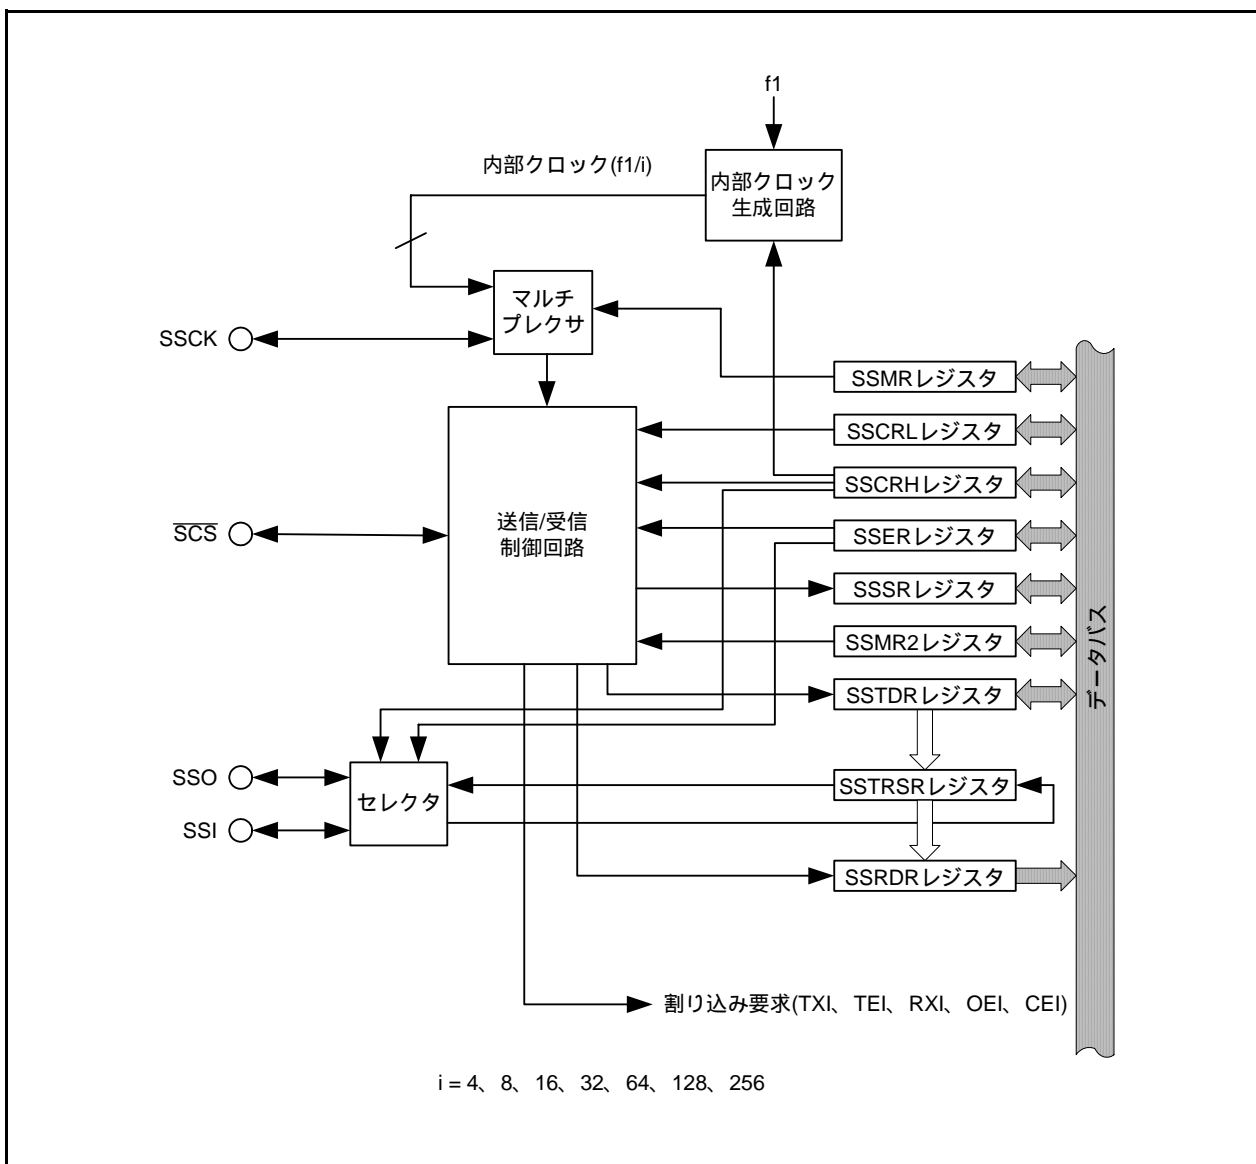 f1
内部クロック(f1/i)
内部クロック
生成回路
マルチ
プレクサ
SSCK
SSMRレジスタ
SSCRLレジスタ
SSCRHレジスタ
送信/受信
制御回路
S̅C̅S̅
SSERレジスタ
SSSRレジスタ
SSMR2レジスタ
データバス
SSTDRレジスタ
SSO
SSTRSRレジスタ
セレクタ
SSI
SSRDRレジスタ
割り込み要求(TXI、TEI、RXI、OEI、CEI)
i = 4、8、16、32、64、128、256